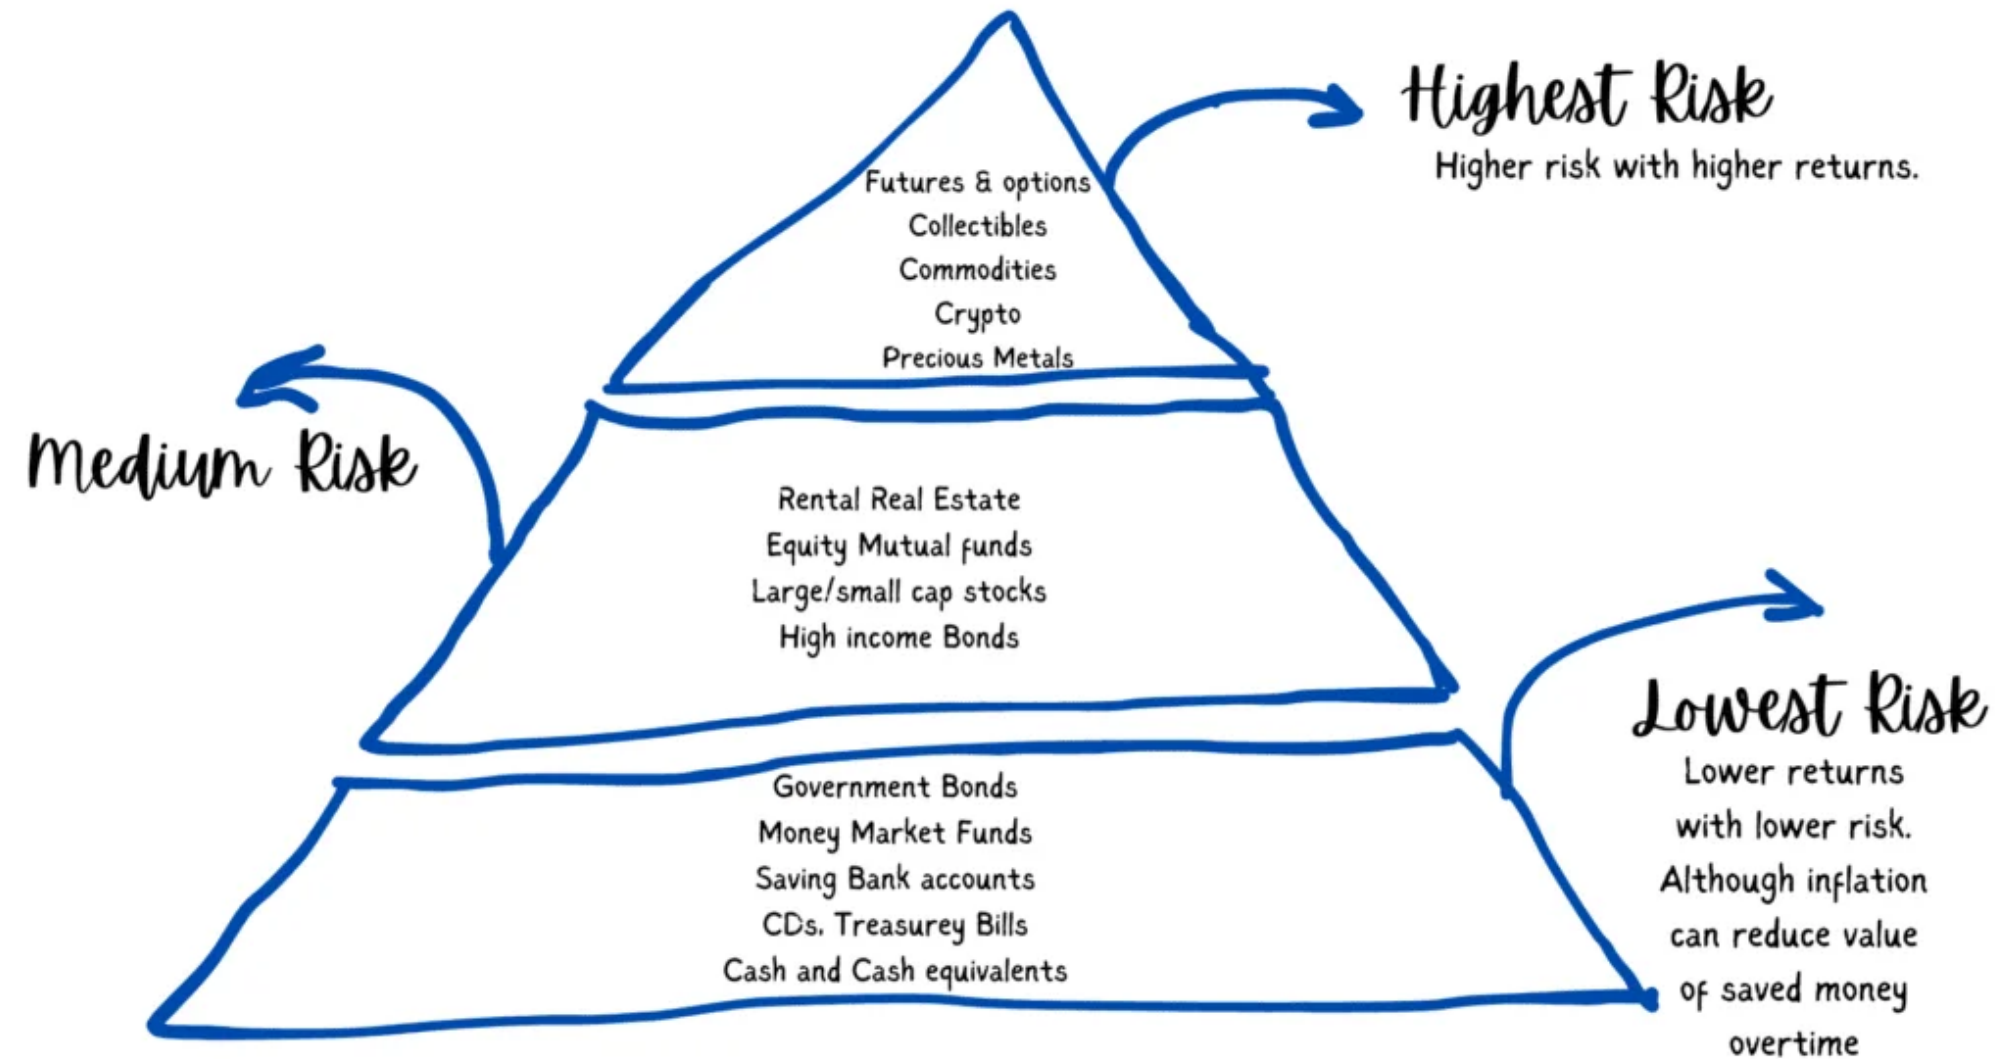 Highest Risk
Higher risk with higher returns.
Futures & options
Collectibles
Commodities
Crypto
Precious Metals
Medium Risk
Rental Real Estate
Equity Mutual funds
Large/small cap stocks
High income Bonds
Lowest Risk
Lower returns
with lower risk.
Although inflation
can reduce value
of saved money
overtime
Government Bonds
Money Market Funds
Saving Bank accounts
CDs, Treasurey Bills
Cash and Cash equivalents